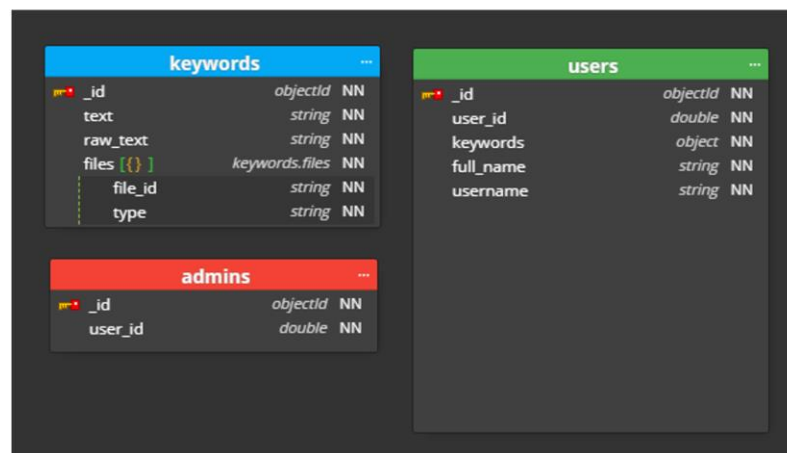 keywords ...
_id objectId NN
text string NN
raw_text string NN
files [{} ] keywords.files NN
file_id string NN
type string NN
admins ...
_id objectId NN
user_id double NN
users ...
_id objectId NN
user_id double NN
keywords object NN
full_name string NN
username string NN